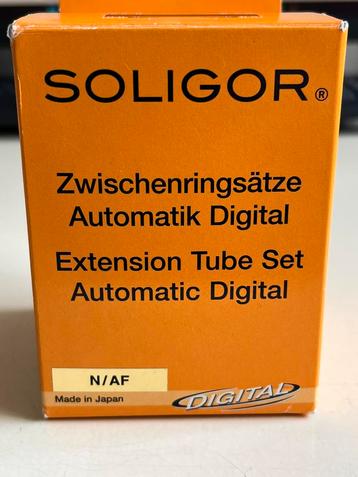 SOLIGOR®
Zwischenringsätze
Automatik Digital
Extension Tube Set
Automatic Digital
N/AF
Made in Japan
DIGITAL